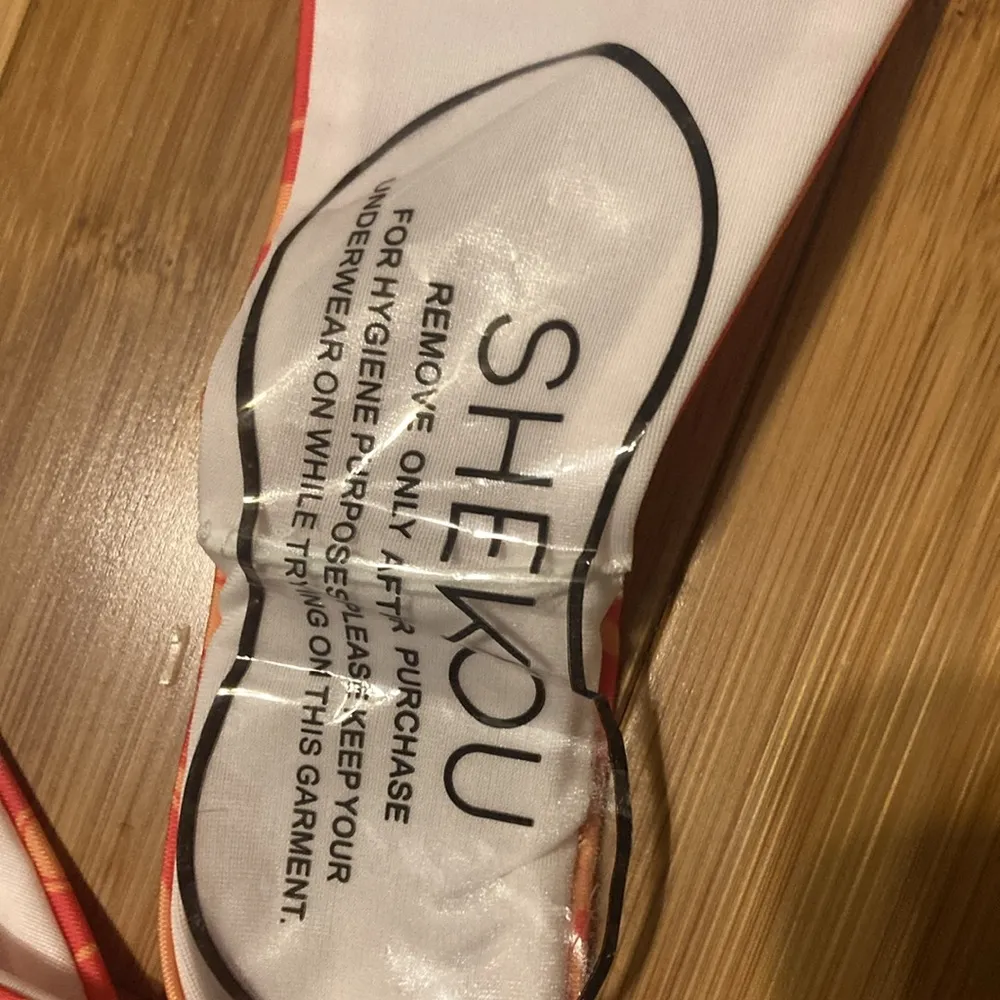 SHEKOU
REMOVE ONLY AFTER PURCHASE
FOR HYGIENE PURPOSES PLEASE KEEP YOUR
UNDERWEAR ON WHILE TRYING ON THIS GARMENT.